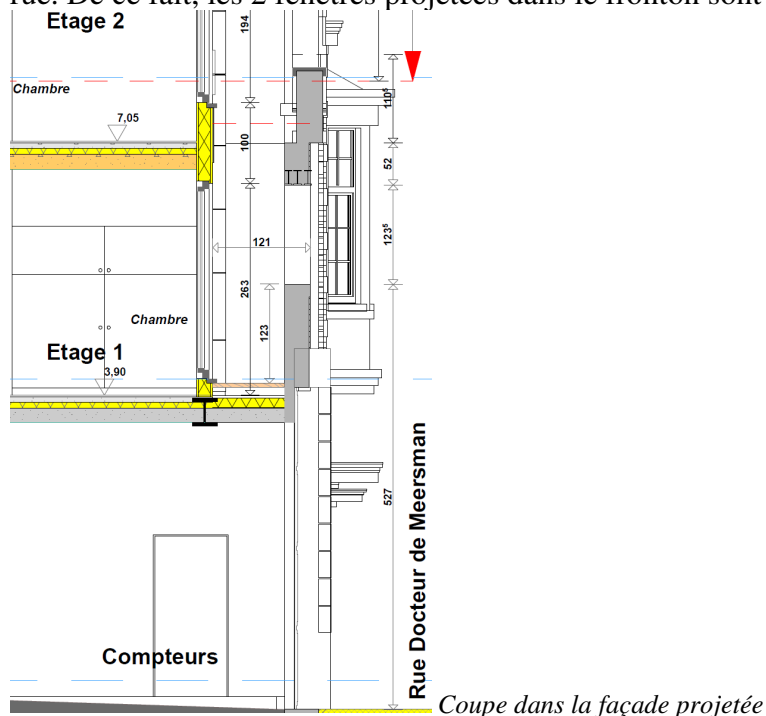 rue. De ce fait, les 2 fenêtres projetées dans le fronton sont
Etage 2
194
Chambre
110⁵
7,05
100
52
121
123⁵
263
Chambre
123
Etage 1
3,90
527
Rue Docteur de Meersman
Compteurs
Coupe dans la façade projetée